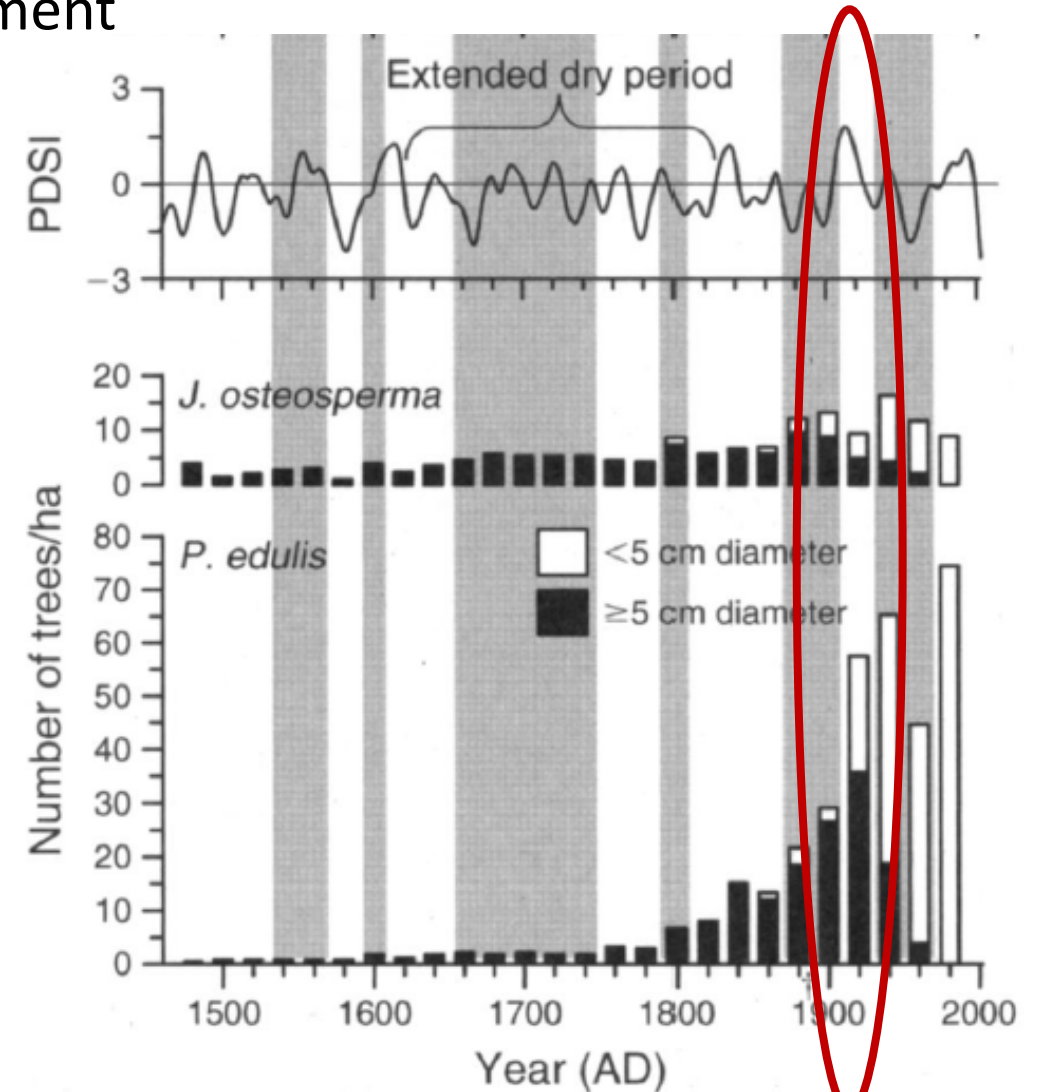 ment
Extended dry period
3
0
−3
PDSI
20
10
0
J. osteosperma
80
70
60
50
40
30
20
10
0
P. edulis
<5 cm diameter
≥5 cm diameter
Number of trees/ha
1500 1600 1700 1800 1900 2000
Year (AD)